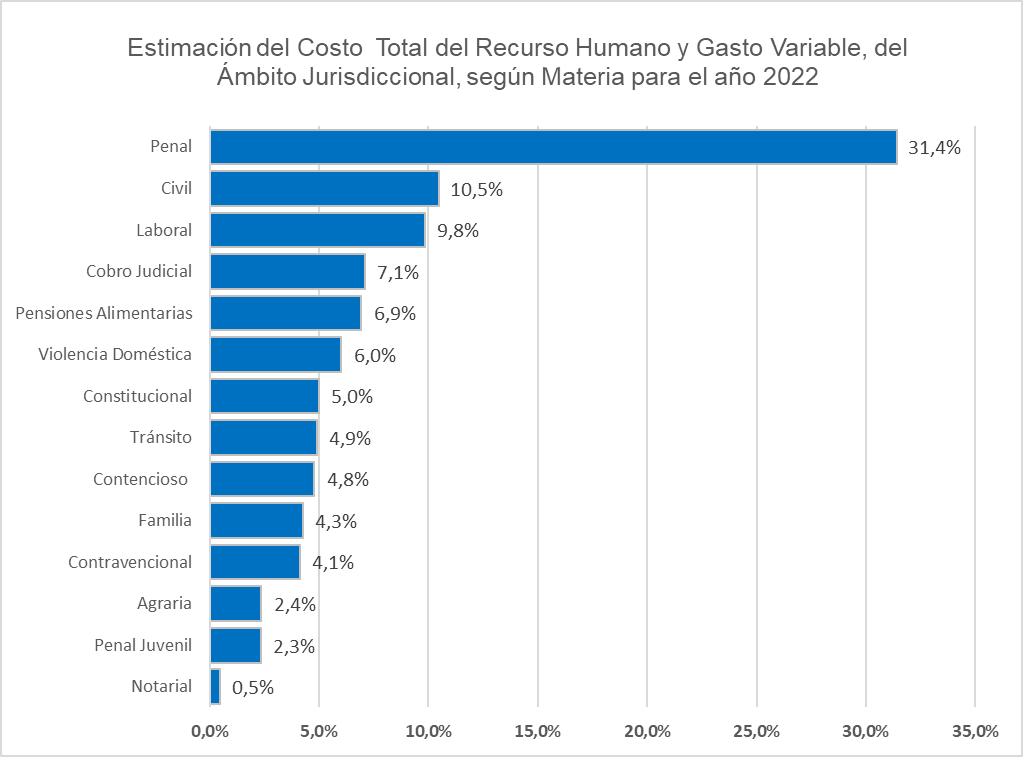 Estimación del Costo  Total del Recurso Humano y Gasto Variable, del
Ámbito Jurisdiccional, según Materia para el año 2022
Penal 31,4%
Civil 10,5%
Laboral 9,8%
Cobro Judicial 7,1%
Pensiones Alimentarias 6,9%
Violencia Doméstica 6,0%
Constitucional 5,0%
Tránsito 4,9%
Contencioso 4,8%
Familia 4,3%
Contravencional 4,1%
Agraria 2,4%
Penal Juvenil 2,3%
Notarial 0,5%
0,0% 5,0% 10,0% 15,0% 20,0% 25,0% 30,0% 35,0%